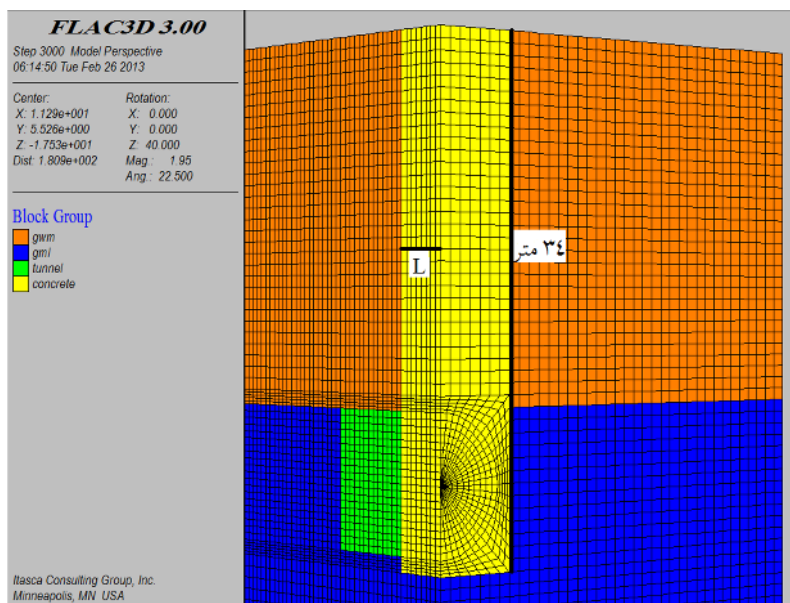 FLAC3D 3.00
Step 3000 Model Perspective
06:14:50 Tue Feb 26 2013
Center:
X: 1.129e+001
Y: 5.526e+000
Z: -1.753e+001
Dist: 1.809e+002
Rotation:
X: 0.000
Y: 0.000
Z: 40.000
Mag.: 1.95
Ang.: 22.500
Block Group
gwm
gml
tunnel
concrete
Itasca Consulting Group, Inc.
Minneapolis, MN USA
L
٣٤ متر